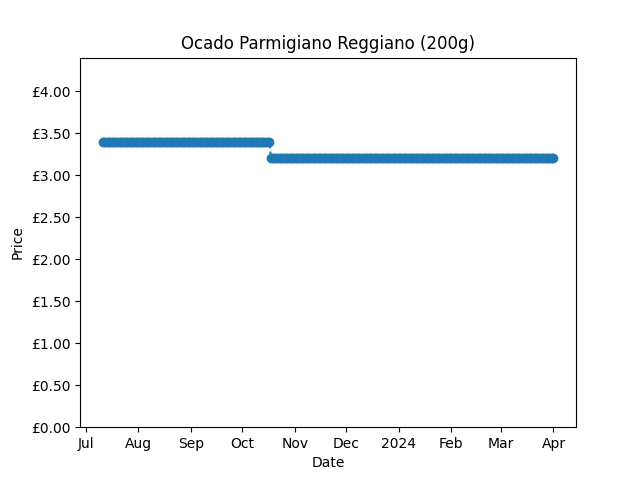 Ocado Parmigiano Reggiano (200g)
£4.00
£3.50
£3.00
£2.50
£2.00
£1.50
£1.00
£0.50
£0.00
Price
Jul Aug Sep Oct Nov Dec 2024 Feb Mar Apr
Date